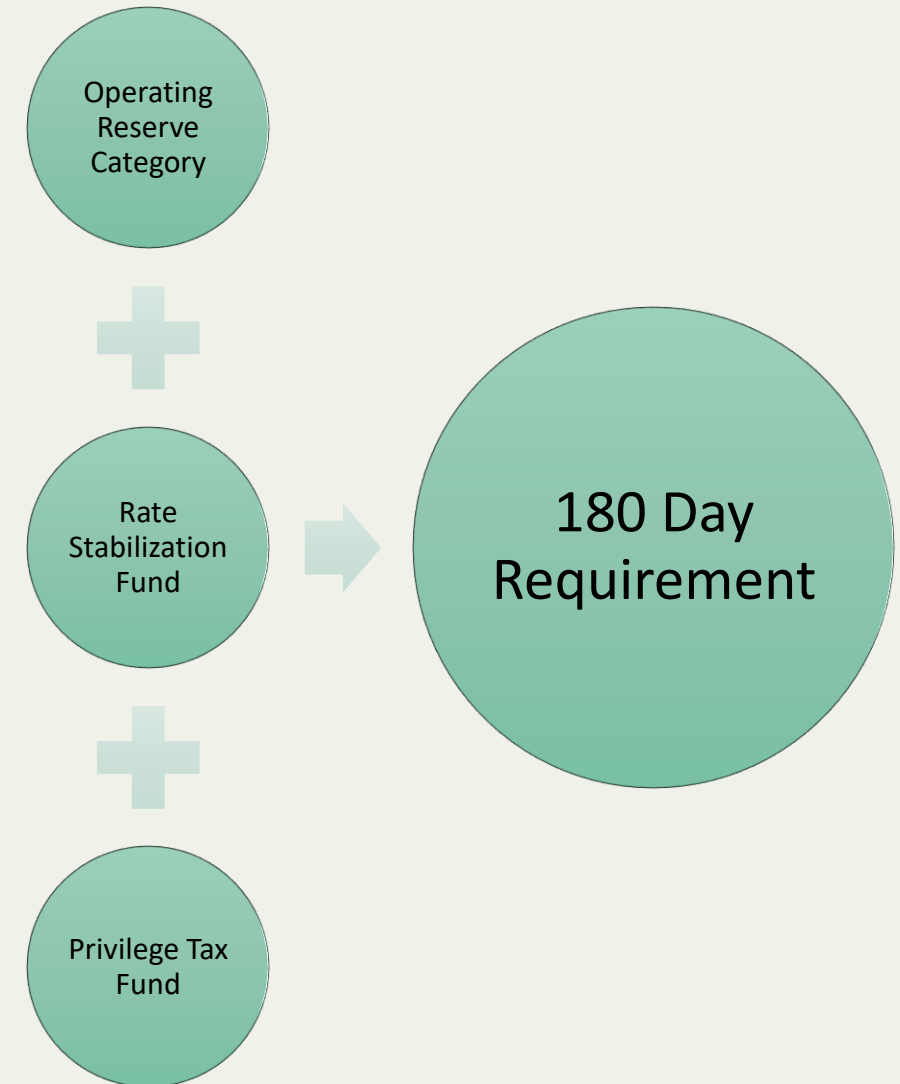 Operating
Reserve
Category
Rate
Stabilization
Fund
Privilege Tax
Fund
180 Day
Requirement